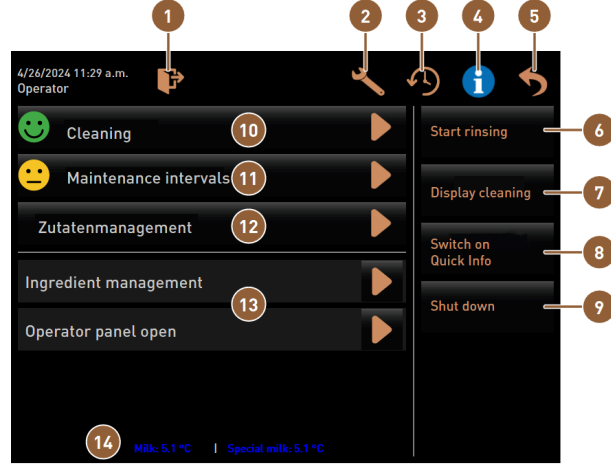 1
2
3
4
5
4/26/2024 11:29 a.m.
Operator
i
Cleaning
10
Start rinsing
6
Maintenance intervals
11
Display cleaning
7
Zutatenmanagement
12
Switch on
Quick Info
8
Ingredient management
13
Shut down
9
Operator panel open
14
Milk: 5.1 °C | Special milk: 5.1 °C